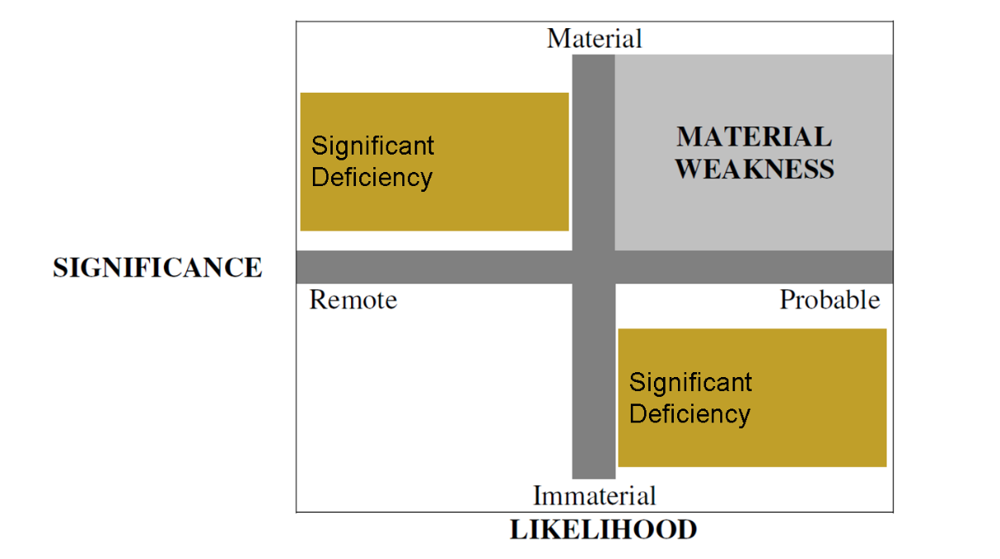 Material
Significant
Deficiency
MATERIAL
WEAKNESS
SIGNIFICANCE
Remote
Probable
Significant
Deficiency
Immaterial
LIKELIHOOD